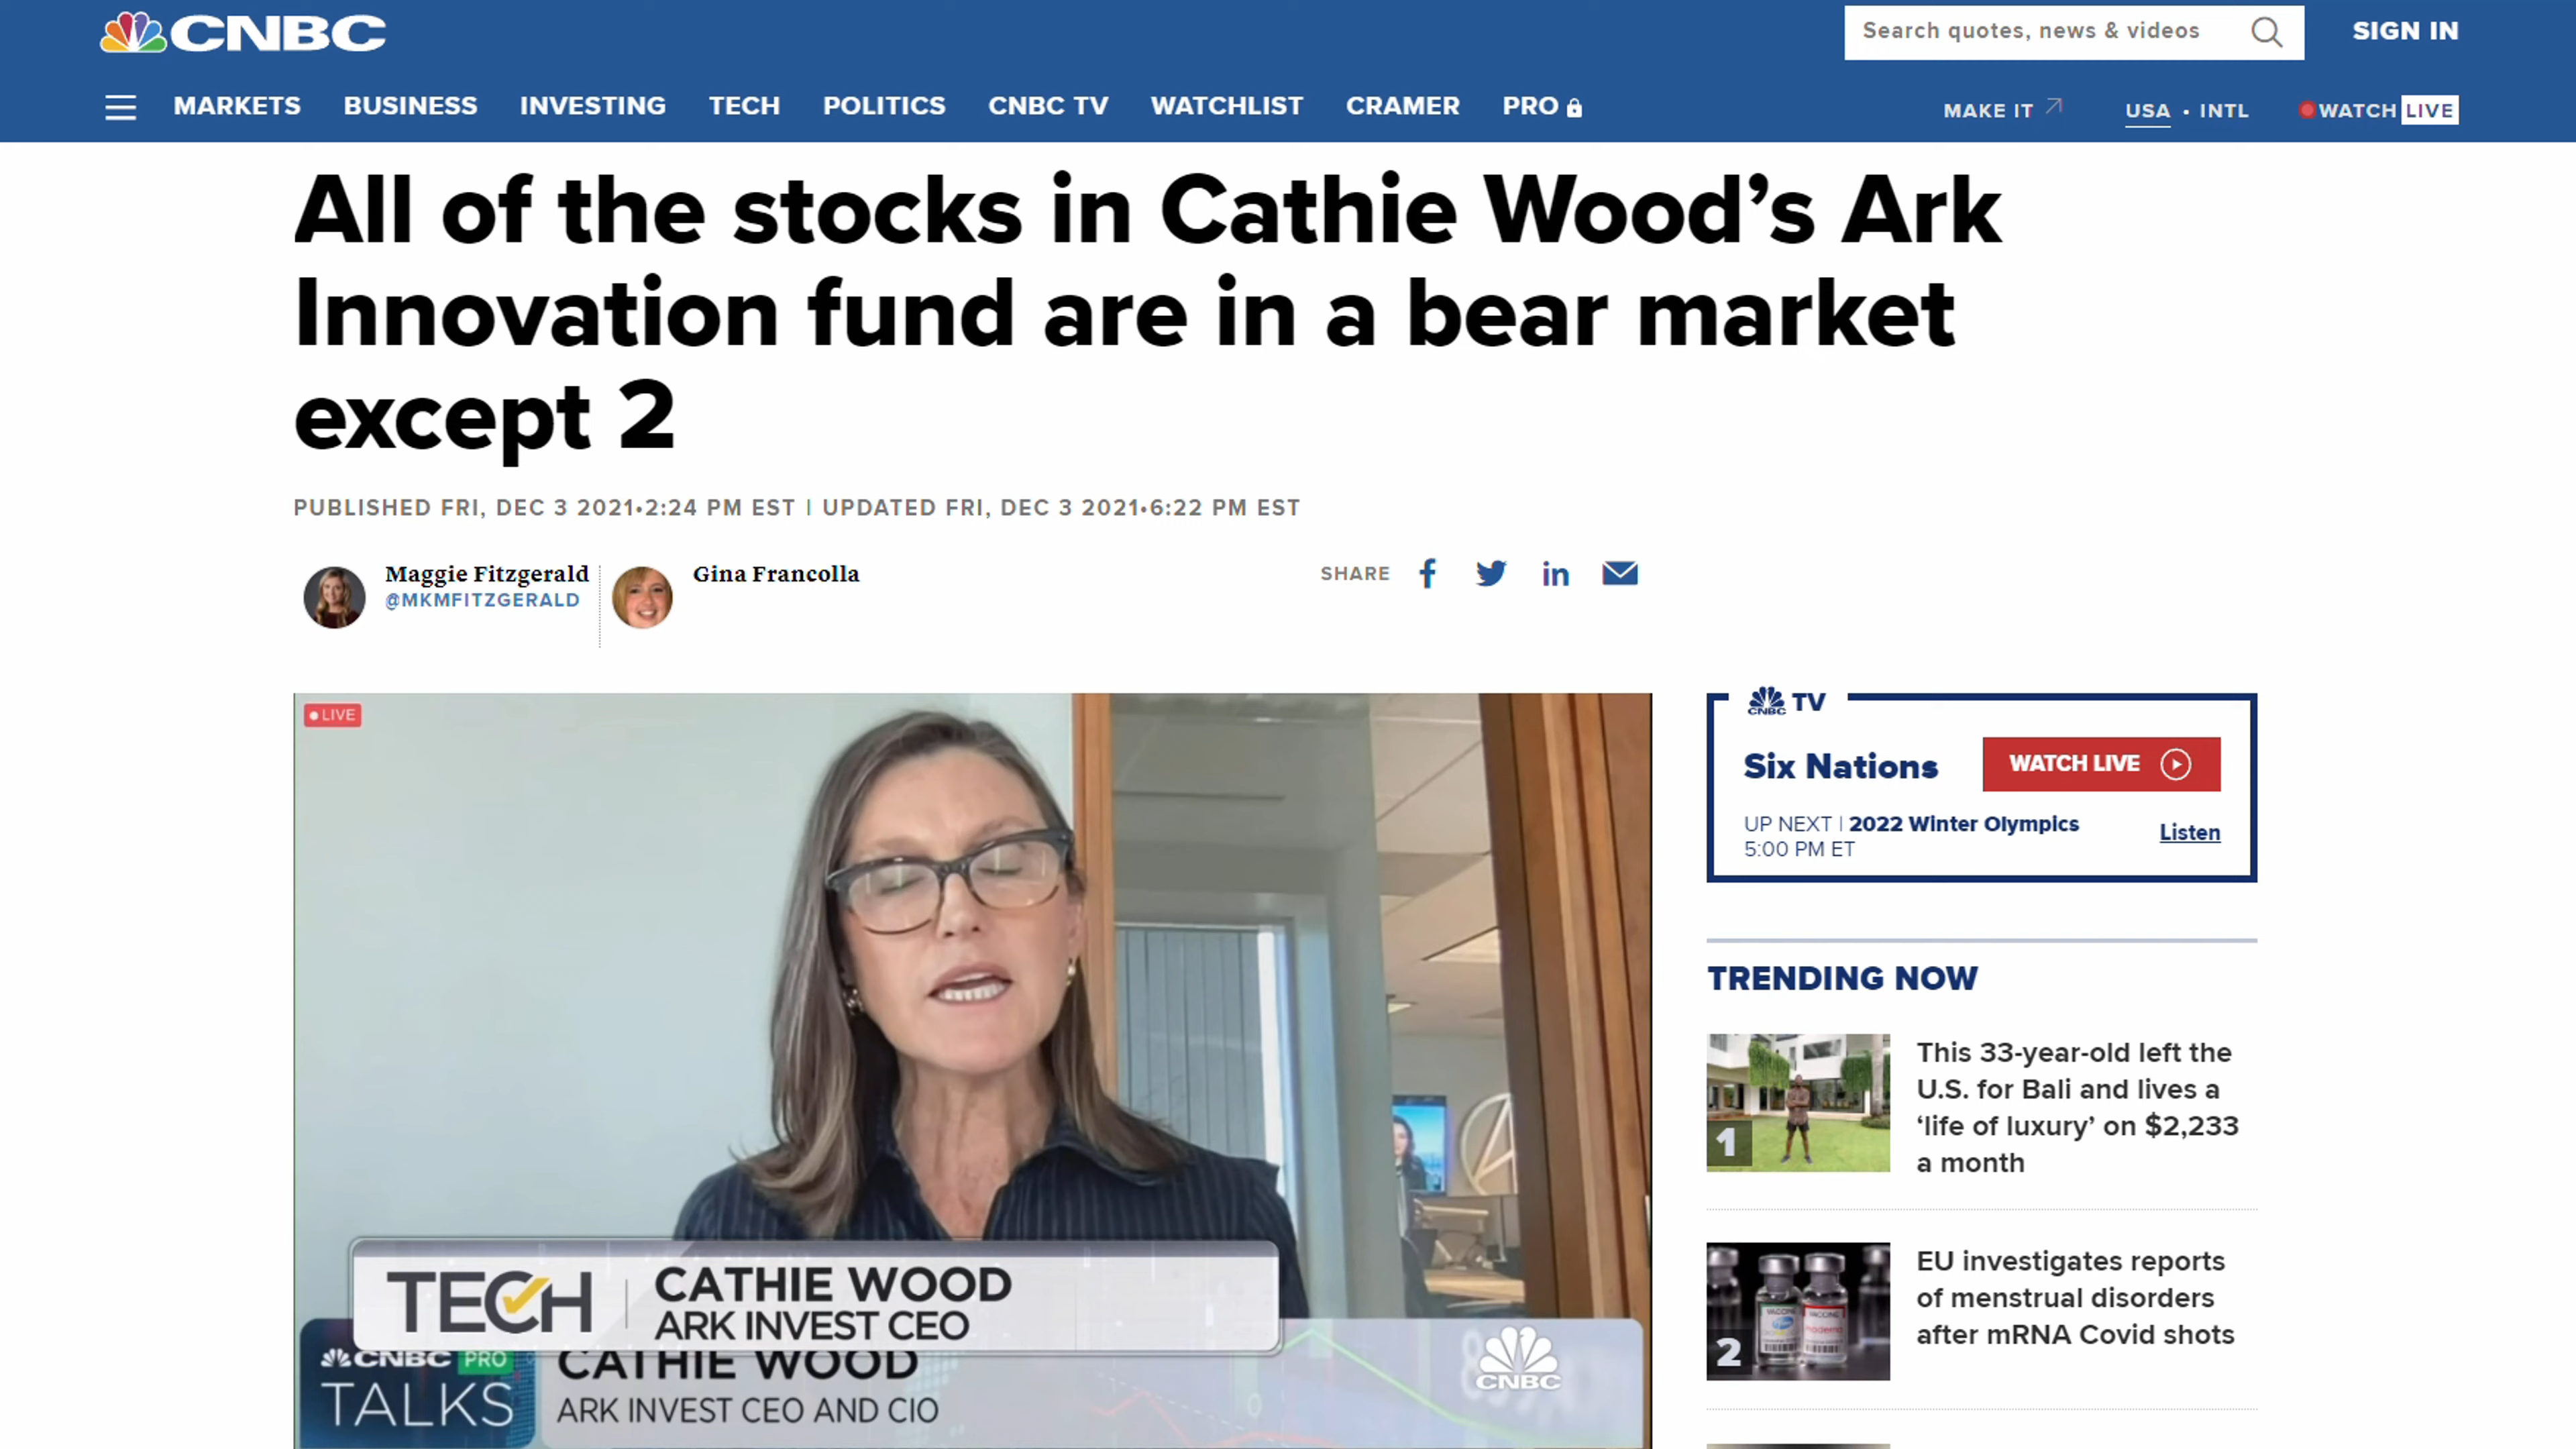 CNBC
Search quotes, news & videos
SIGN IN
MARKETS BUSINESS INVESTING TECH POLITICS CNBC TV WATCHLIST CRAMER PRO
MAKE IT USA • INTL WATCH LIVE
All of the stocks in Cathie Wood’s Ark
Innovation fund are in a bear market
except 2
PUBLISHED FRI, DEC 3 2021•2:24 PM EST | UPDATED FRI, DEC 3 2021•6:22 PM EST
Maggie Fitzgerald
@MKMFITZGERALD
Gina Francolla
SHARE
LIVE
TECH
CATHIE WOOD
ARK INVEST CEO
CNBC PRO
TALKS
CATHIE WOOD
ARK INVEST CEO AND CIO
CNBC
CNBC TV
Six Nations
WATCH LIVE
UP NEXT | 2022 Winter Olympics
5:00 PM ET
Listen
TRENDING NOW
1
This 33-year-old left the
U.S. for Bali and lives a
‘life of luxury’ on $2,233
a month
2
EU investigates reports
of menstrual disorders
after mRNA Covid shots